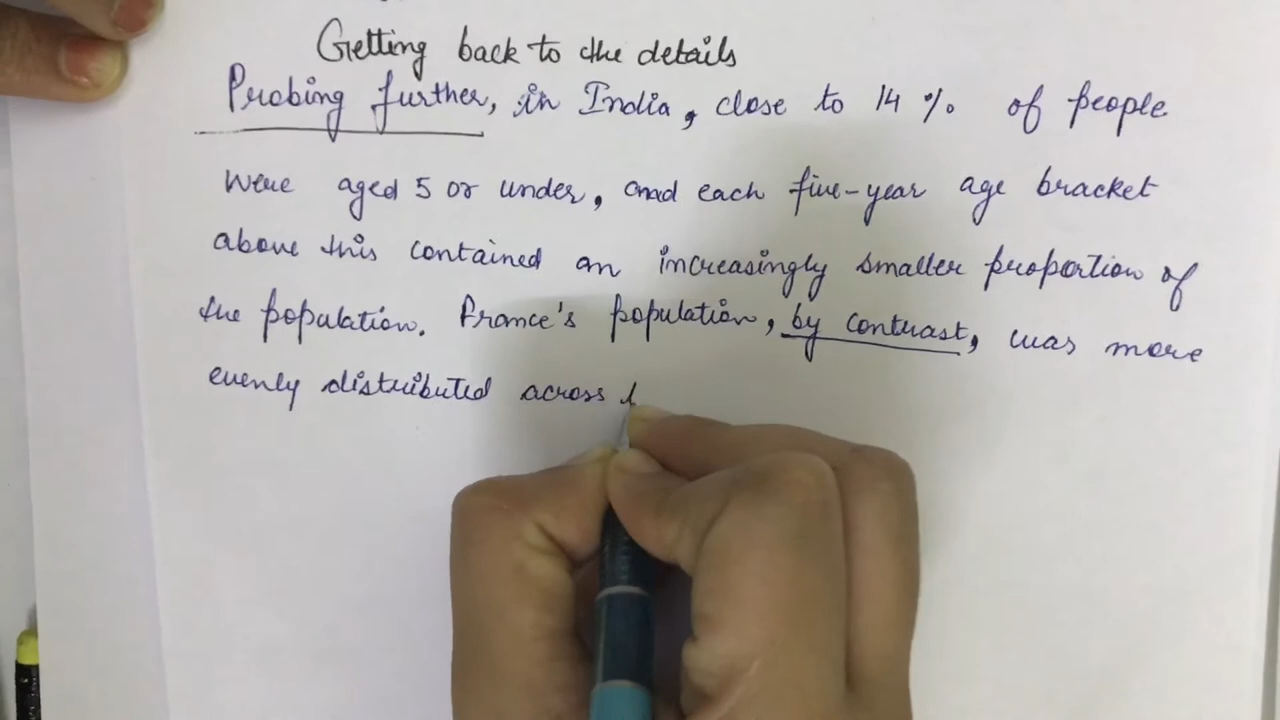 Getting back to the details
Probing further, in India, close to 14 % of people
were aged 5 or under, and each five-year age bracket
above this contained an increasingly smaller proportion of
the population. France's population, by contrast, was more
evenly distributed across